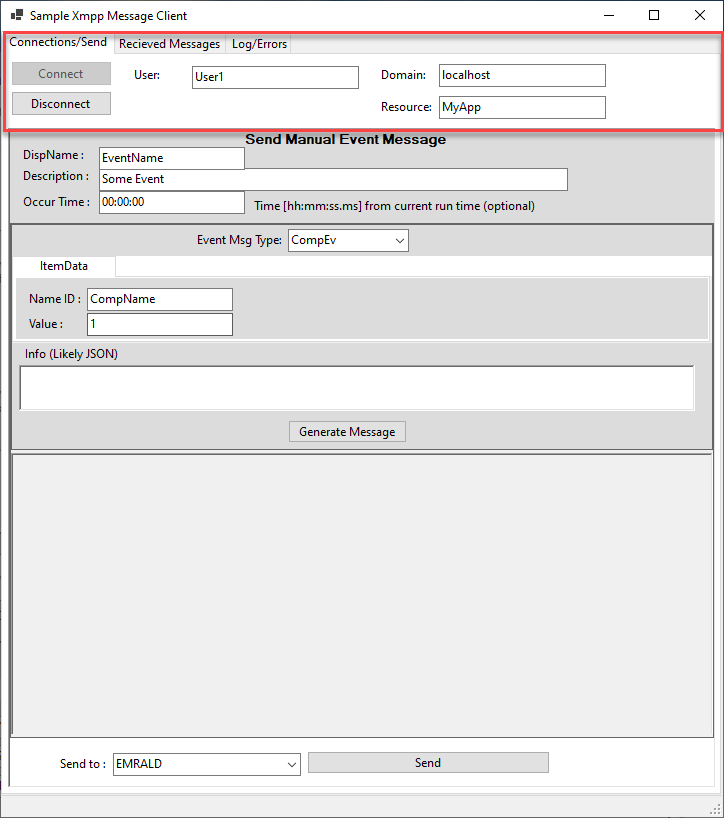 Sample Xmpp Message Client
Connections/Send Recieved Messages Log/Errors
Connect User: User1 Domain: localhost
Disconnect Resource: MyApp
Send Manual Event Message
DispName : EventName
Description : Some Event
Occur Time : 00:00:00 Time [hh:mm:ss.ms] from current run time (optional)
Event Msg Type: CompEv
ItemData
Name ID : CompName
Value : 1
Info (Likely JSON)
Generate Message
Send to : EMRALD Send